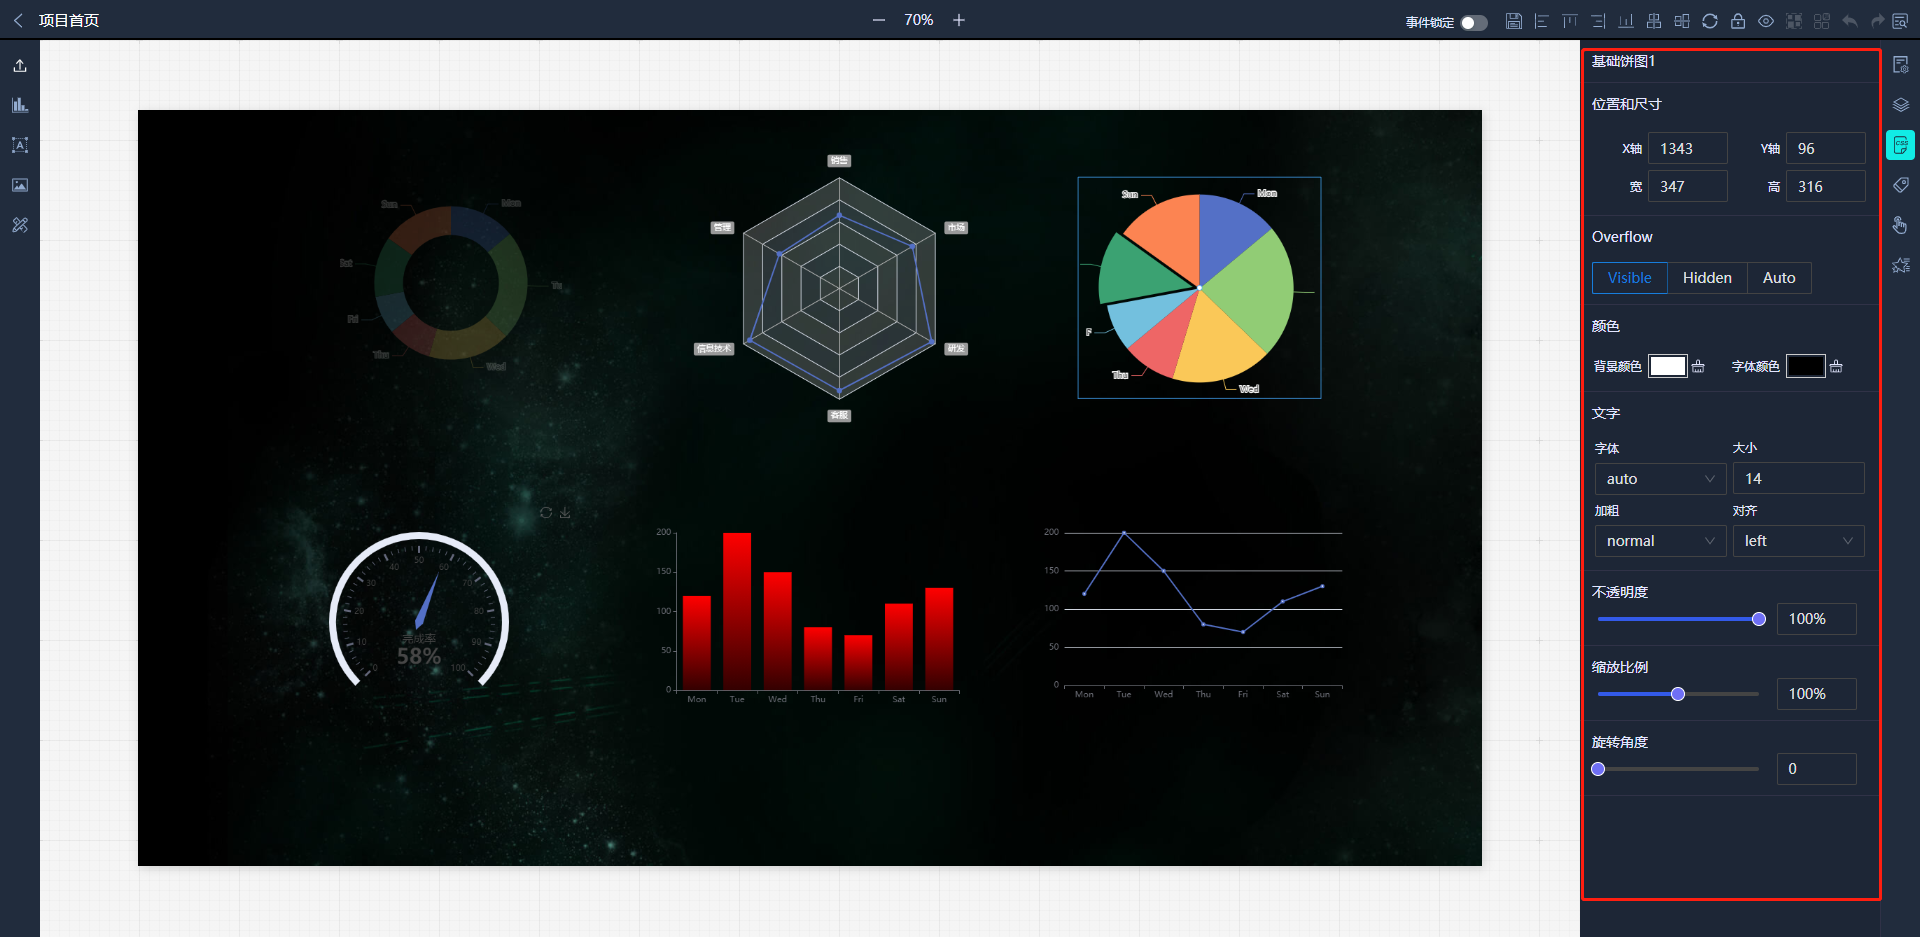 项目首页
70%
事件锁定
基础饼图1
位置和尺寸
X轴 1343 Y轴 96
宽 347 高 316
Overflow
Visible Hidden Auto
颜色
背景颜色 字体颜色
文字
字体 大小
auto 14
加粗 对齐
normal left
不透明度
100%
缩放比例
100%
旋转角度
0
CSS
A
Sun Mon
Sat
Tu
Fri
Thu
Wed
销售
管理 市场
信息技术 研发
客服
Sun Mon
F
Thu
Wed
0 10 20 30 40 50 60 70 80 90 100
完成率
58%
200
150
100
50
0
Mon Tue Wed Thu Fri Sat Sun
200
150
100
50
0
Mon Tue Wed Thu Fri Sat Sun